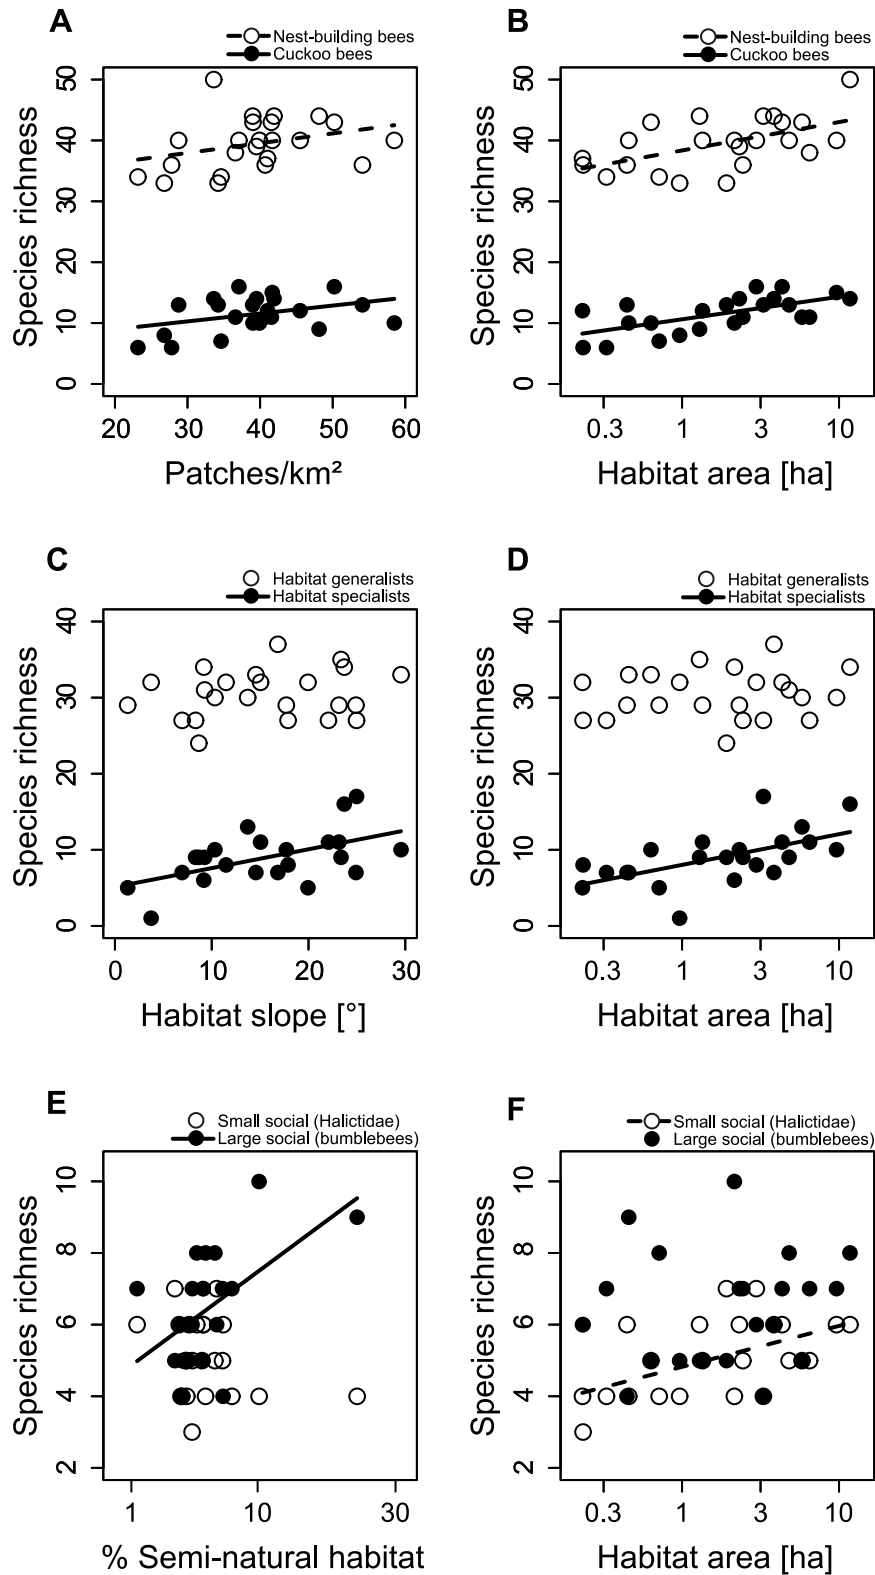 A
Nest-building bees
Cuckoo bees
Species richness
50
40
30
20
10
0
20 30 40 50 60
Patches/km²
B
Nest-building bees
Cuckoo bees
Species richness
50
40
30
20
10
0
0.3 1 3 10
Habitat area [ha]
C
Habitat generalists
Habitat specialists
Species richness
40
30
20
10
0
0 10 20 30
Habitat slope [°]
D
Habitat generalists
Habitat specialists
Species richness
40
30
20
10
0
0.3 1 3 10
Habitat area [ha]
E
Small social (Halictidae)
Large social (bumblebees)
Species richness
10
8
6
4
2
1 10 30
% Semi-natural habitat
F
Small social (Halictidae)
Large social (bumblebees)
Species richness
10
8
6
4
2
0.3 1 3 10
Habitat area [ha]